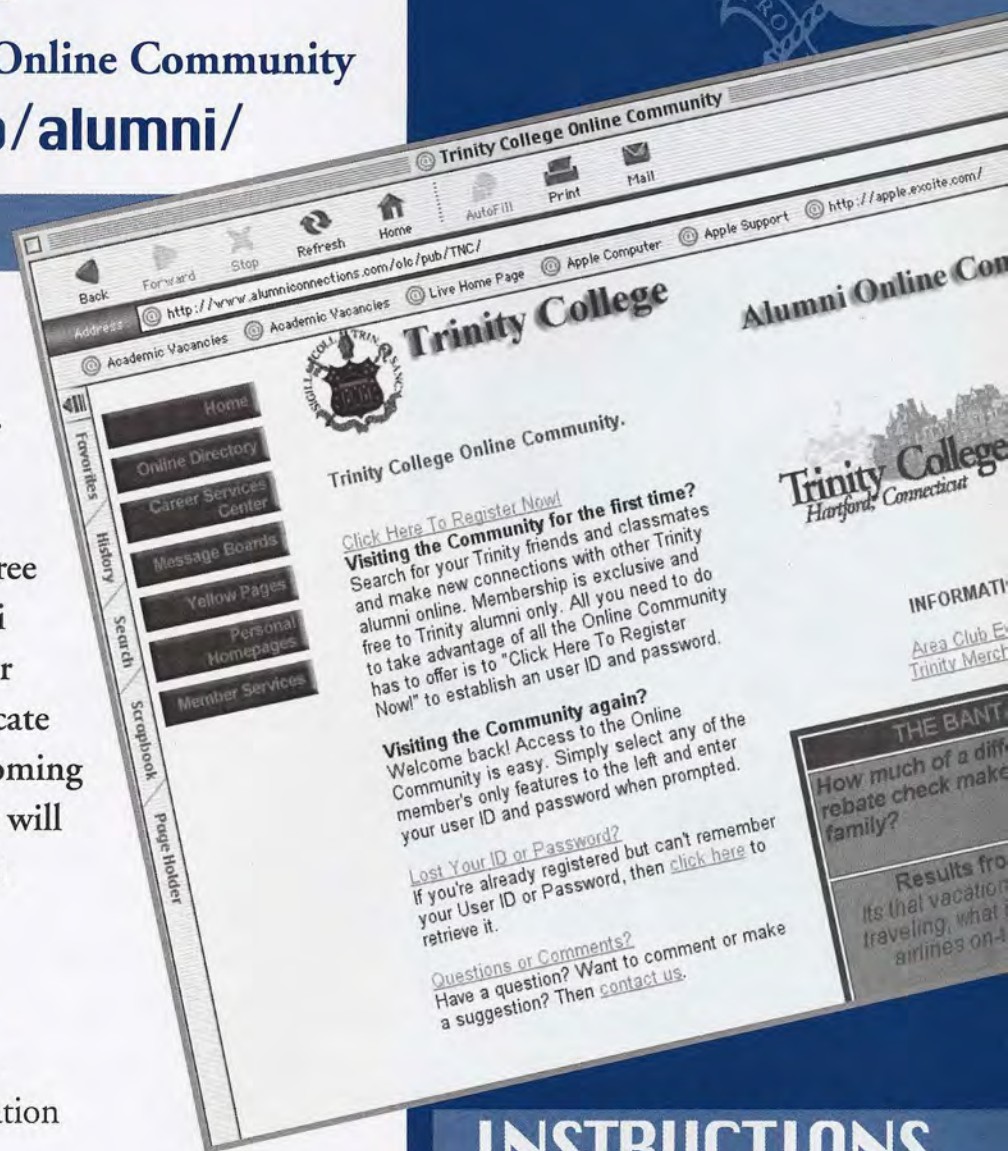 Online Community
/alumni/
Trinity College Online Community
Back
Forward
Stop
Refresh
Home
AutoFill
Print
Mail
Address
http://www.alumniconnections.com/olc/pub/TNC/
Academic Vacancies
Academic Vacancies
Live Home Page
Apple Computer
Apple Support
http://apple.excite.com/
Favorites
History
Search
Scrapbook
Page Holder
Home
Online Directory
Career Services
Center
Message Boards
Yellow Pages
Personal
Homepages
Member Services
Trinity College
Alumni Online Com
Trinity College Online Community.
Click Here To Register Now!
Visiting the Community for the first time?
Search for your Trinity friends and classmates
and make new connections with other Trinity
alumni online. Membership is exclusive and
free to Trinity alumni only. All you need to do
to take advantage of all the Online Community
has to offer is to "Click Here To Register
Now!" to establish an user ID and password.
Visiting the Community again?
Welcome back! Access to the Online
Community is easy. Simply select any of the
member's only features to the left and enter
your user ID and password when prompted.
Lost Your ID or Password?
If you're already registered but can't remember
your User ID or Password, then click here to
retrieve it.
Questions or Comments?
Have a question? Want to comment or make
a suggestion? Then contact us.
Trinity College
Hartford, Connecticut
INFORMATI
Area Club Ev
Trinity Merch
THE BANTA
How much of a diff
rebate check make
family?
Results fro
Its that vacation
traveling, what i
airlines on-l
ree
i
r
cate
oming
will
tion
INSTRUCTIONS